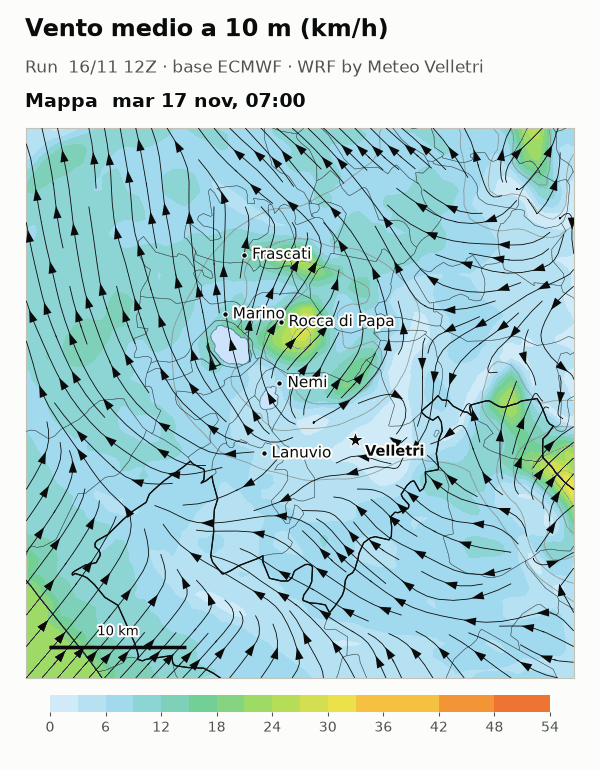 Vento medio a 10 m (km/h)
Run  16/11 12Z · base ECMWF · WRF by Meteo Velletri
Mappa  mar 17 nov, 07:00
Frascati
Marino
Rocca di Papa
Nemi
Velletri
Lanuvio
10 km
0 6 12 18 24 30 36 42 48 54